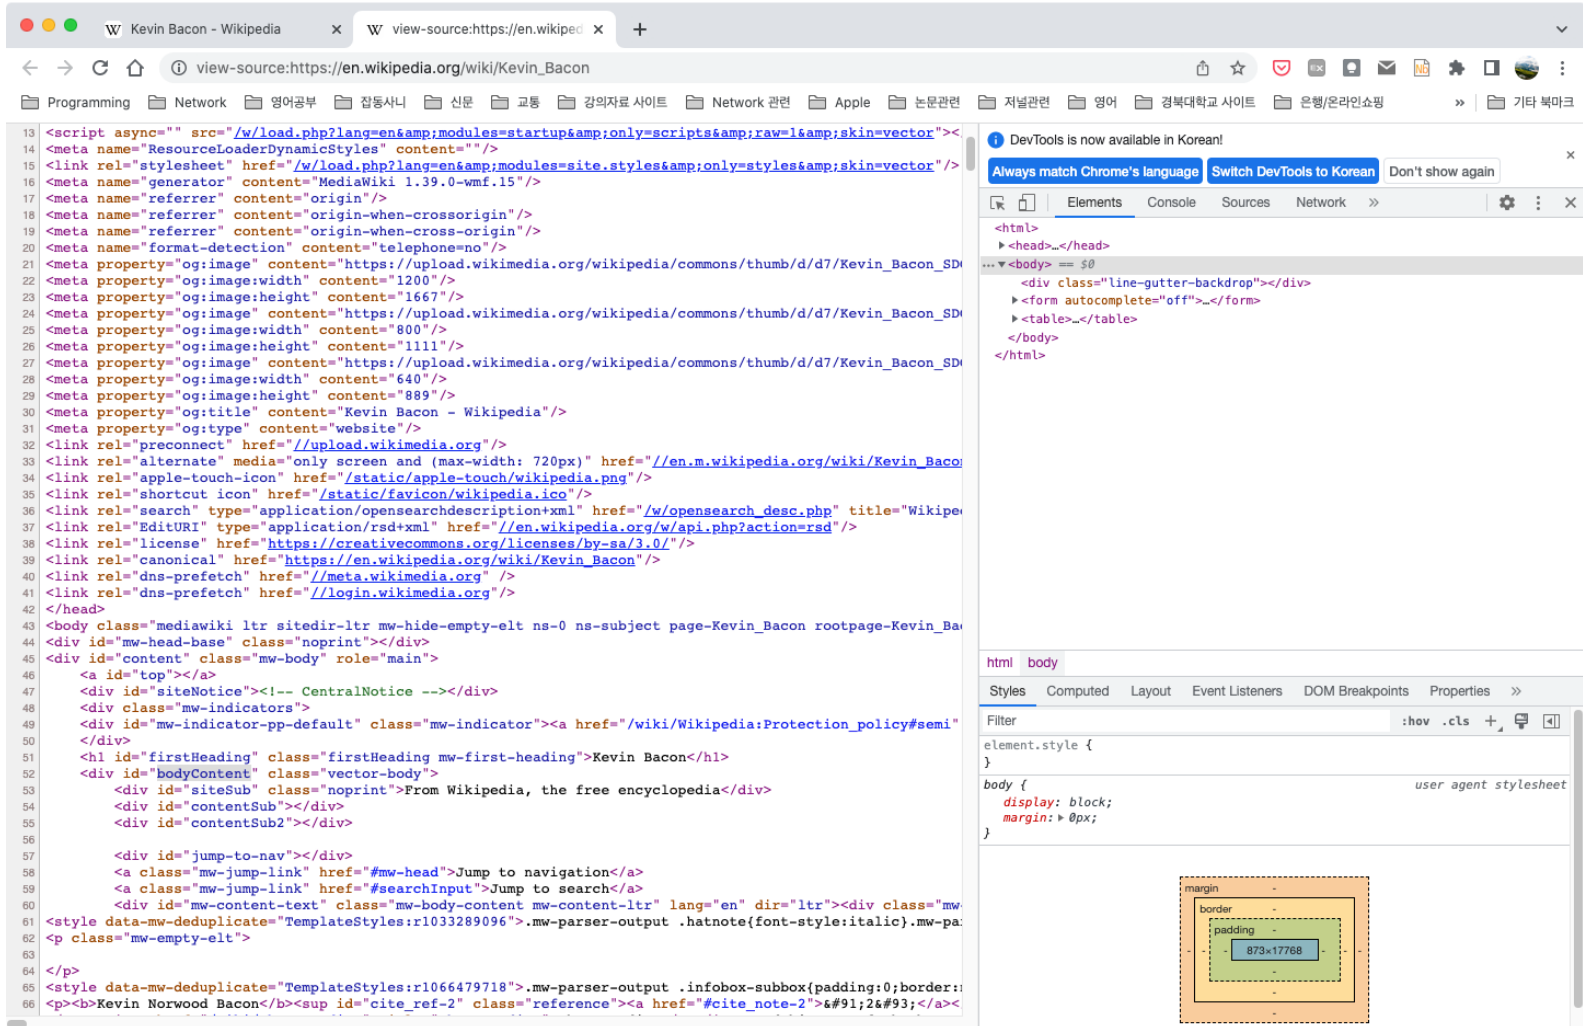 Kevin Bacon - Wikipedia
view-source:https://en.wikiped
view-source:https://en.wikipedia.org/wiki/Kevin_Bacon
Programming Network 영어공부 잡동사니 신문 교통 강의자료 사이트 Network 관련 Apple 논문관련 저널관련 영어 경북대학교 사이트 은행/온라인쇼핑 » 기타 북마크
13 <script async="" src="/w/load.php?lang=en&amp;modules=startup&amp;only=scripts&amp;raw=1&amp;skin=vector"><
14 <meta name="ResourceLoaderDynamicStyles" content=""/>
15 <link rel="stylesheet" href="/w/load.php?lang=en&amp;modules=site.styles&amp;only=styles&amp;skin=vector"/>
16 <meta name="generator" content="MediaWiki 1.39.0-wmf.15"/>
17 <meta name="referrer" content="origin"/>
18 <meta name="referrer" content="origin-when-crossorigin"/>
19 <meta name="referrer" content="origin-when-cross-origin"/>
20 <meta name="format-detection" content="telephone=no"/>
21 <meta property="og:image" content="https://upload.wikimedia.org/wikipedia/commons/thumb/d/d7/Kevin_Bacon_SDC
22 <meta property="og:image:width" content="1200"/>
23 <meta property="og:image:height" content="1667"/>
24 <meta property="og:image" content="https://upload.wikimedia.org/wikipedia/commons/thumb/d/d7/Kevin_Bacon_SDC
25 <meta property="og:image:width" content="800"/>
26 <meta property="og:image:height" content="1111"/>
27 <meta property="og:image" content="https://upload.wikimedia.org/wikipedia/commons/thumb/d/d7/Kevin_Bacon_SDC
28 <meta property="og:image:width" content="640"/>
29 <meta property="og:image:height" content="889"/>
30 <meta property="og:title" content="Kevin Bacon - Wikipedia"/>
31 <meta property="og:type" content="website"/>
32 <link rel="preconnect" href="//upload.wikimedia.org"/>
33 <link rel="alternate" media="only screen and (max-width: 720px)" href="//en.m.wikipedia.org/wiki/Kevin_Bacon
34 <link rel="apple-touch-icon" href="/static/apple-touch/wikipedia.png"/>
35 <link rel="shortcut icon" href="/static/favicon/wikipedia.ico"/>
36 <link rel="search" type="application/opensearchdescription+xml" href="/w/opensearch_desc.php" title="Wikipe
37 <link rel="EditURI" type="application/rsd+xml" href="//en.wikipedia.org/w/api.php?action=rsd"/>
38 <link rel="license" href="https://creativecommons.org/licenses/by-sa/3.0/"/>
39 <link rel="canonical" href="https://en.wikipedia.org/wiki/Kevin_Bacon"/>
40 <link rel="dns-prefetch" href="//meta.wikimedia.org" />
41 <link rel="dns-prefetch" href="//login.wikimedia.org"/>
42 </head>
43 <body class="mediawiki ltr sitedir-ltr mw-hide-empty-elt ns-0 ns-subject page-Kevin_Bacon rootpage-Kevin_Ba
44 <div id="mw-head-base" class="noprint"></div>
45 <div id="content" class="mw-body" role="main">
46 <a id="top"></a>
47 <div id="siteNotice"><!-- CentralNotice --></div>
48 <div class="mw-indicators">
49 <div id="mw-indicator-pp-default" class="mw-indicator"><a href="/wiki/Wikipedia:Protection_policy#semi"
50 </div>
51 <h1 id="firstHeading" class="firstHeading mw-first-heading">Kevin Bacon</h1>
52 <div id="bodyContent" class="vector-body">
53 <div id="siteSub" class="noprint">From Wikipedia, the free encyclopedia</div>
54 <div id="contentSub"></div>
55 <div id="contentSub2"></div>
56
57 <div id="jump-to-nav"></div>
58 <a class="mw-jump-link" href="#mw-head">Jump to navigation</a>
59 <a class="mw-jump-link" href="#searchInput">Jump to search</a>
60 <div id="mw-content-text" class="mw-body-content mw-content-ltr" lang="en" dir="ltr"><div class="mw
61 <style data-mw-deduplicate="TemplateStyles:r1033289096">.mw-parser-output .hatnote{font-style:italic}.mw-pa
62 <p class="mw-empty-elt">
63
64 </p>
65 <style data-mw-deduplicate="TemplateStyles:r1066479718">.mw-parser-output .infobox-subbox{padding:0;border:
66 <p><b>Kevin Norwood Bacon</b><sup id="cite_ref-2" class="reference"><a href="#cite_note-2">&#91;2&#93;</a><
DevTools is now available in Korean!
Always match Chrome's language Switch DevTools to Korean Don't show again
Elements Console Sources Network »
<html>
<head>…</head>
<body> == $0
<div class="line-gutter-backdrop"></div>
<form autocomplete="off">…</form>
<table>…</table>
</body>
</html>
html body
Styles Computed Layout Event Listeners DOM Breakpoints Properties »
Filter :hov .cls
element.style {
}
body { user agent stylesheet
display: block;
margin: 0px;
}
margin -
border -
padding -
- - - 873×17768 - - -
-
-
-